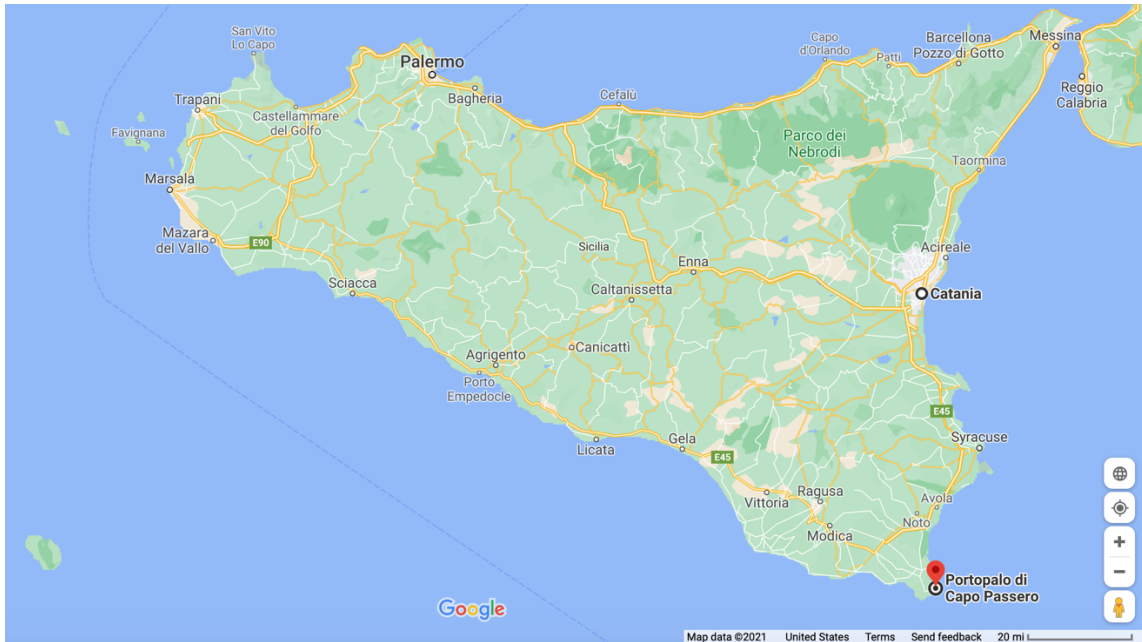 San Vito
Lo Capo
Palermo
Bagheria
Trapani
Castellammare
del Golfo
Favignana
Marsala
Mazara
del Vallo
E90
Sciacca
Cefalù
Capo
d'Orlando
Patti
Barcellona
Pozzo di Gotto
Messina
Reggio
Calabria
Parco dei
Nebrodi
Taormina
Sicilia
Enna
Caltanissetta
Acireale
Catania
Canicattì
Agrigento
Porto
Empedocle
Licata
Gela
E45
E45
Syracuse
Vittoria
Ragusa
Modica
Avola
Noto
Portopalo di
Capo Passero
Google
Map data ©2021 United States Terms Send feedback 20 mi